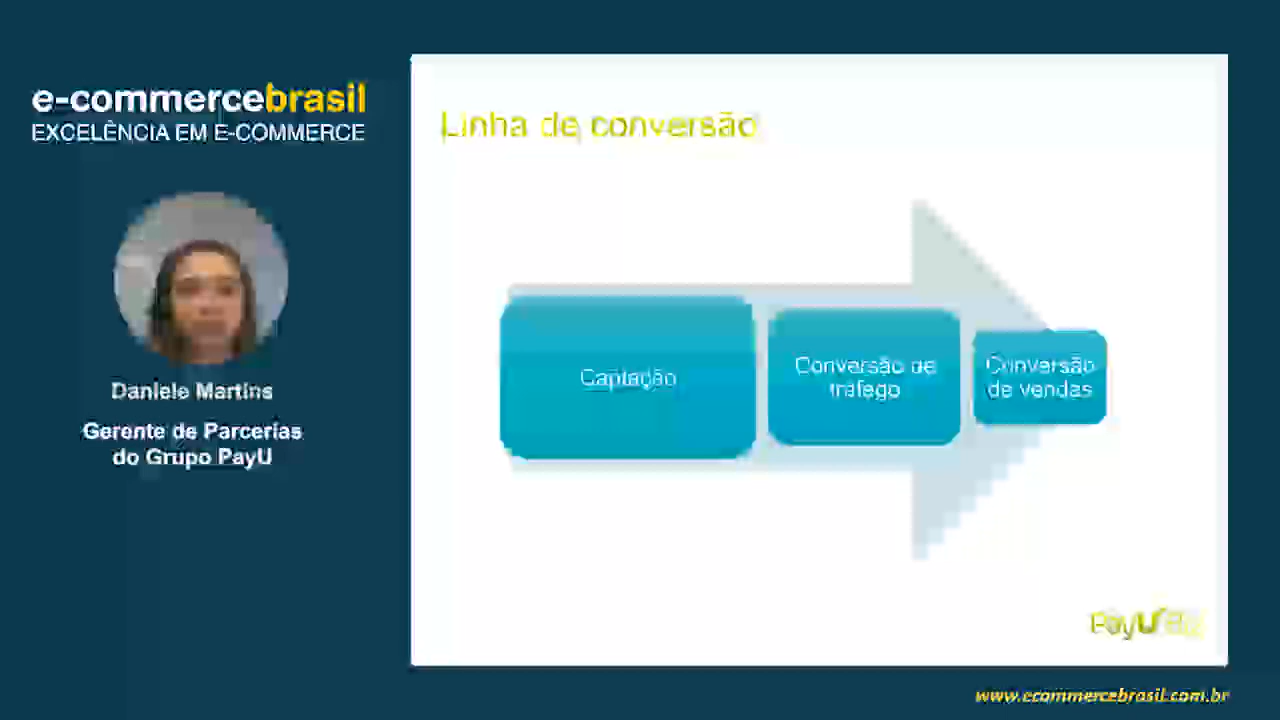 e-commercebrasil
EXCELÊNCIA EM E-COMMERCE
Daniele Martins
Gerente de Parcerias
do Grupo PayU
Linha de conversão
Captação
Conversão de
tráfego
Conversão
de vendas
PayU
www.ecommercebrasil.com.br